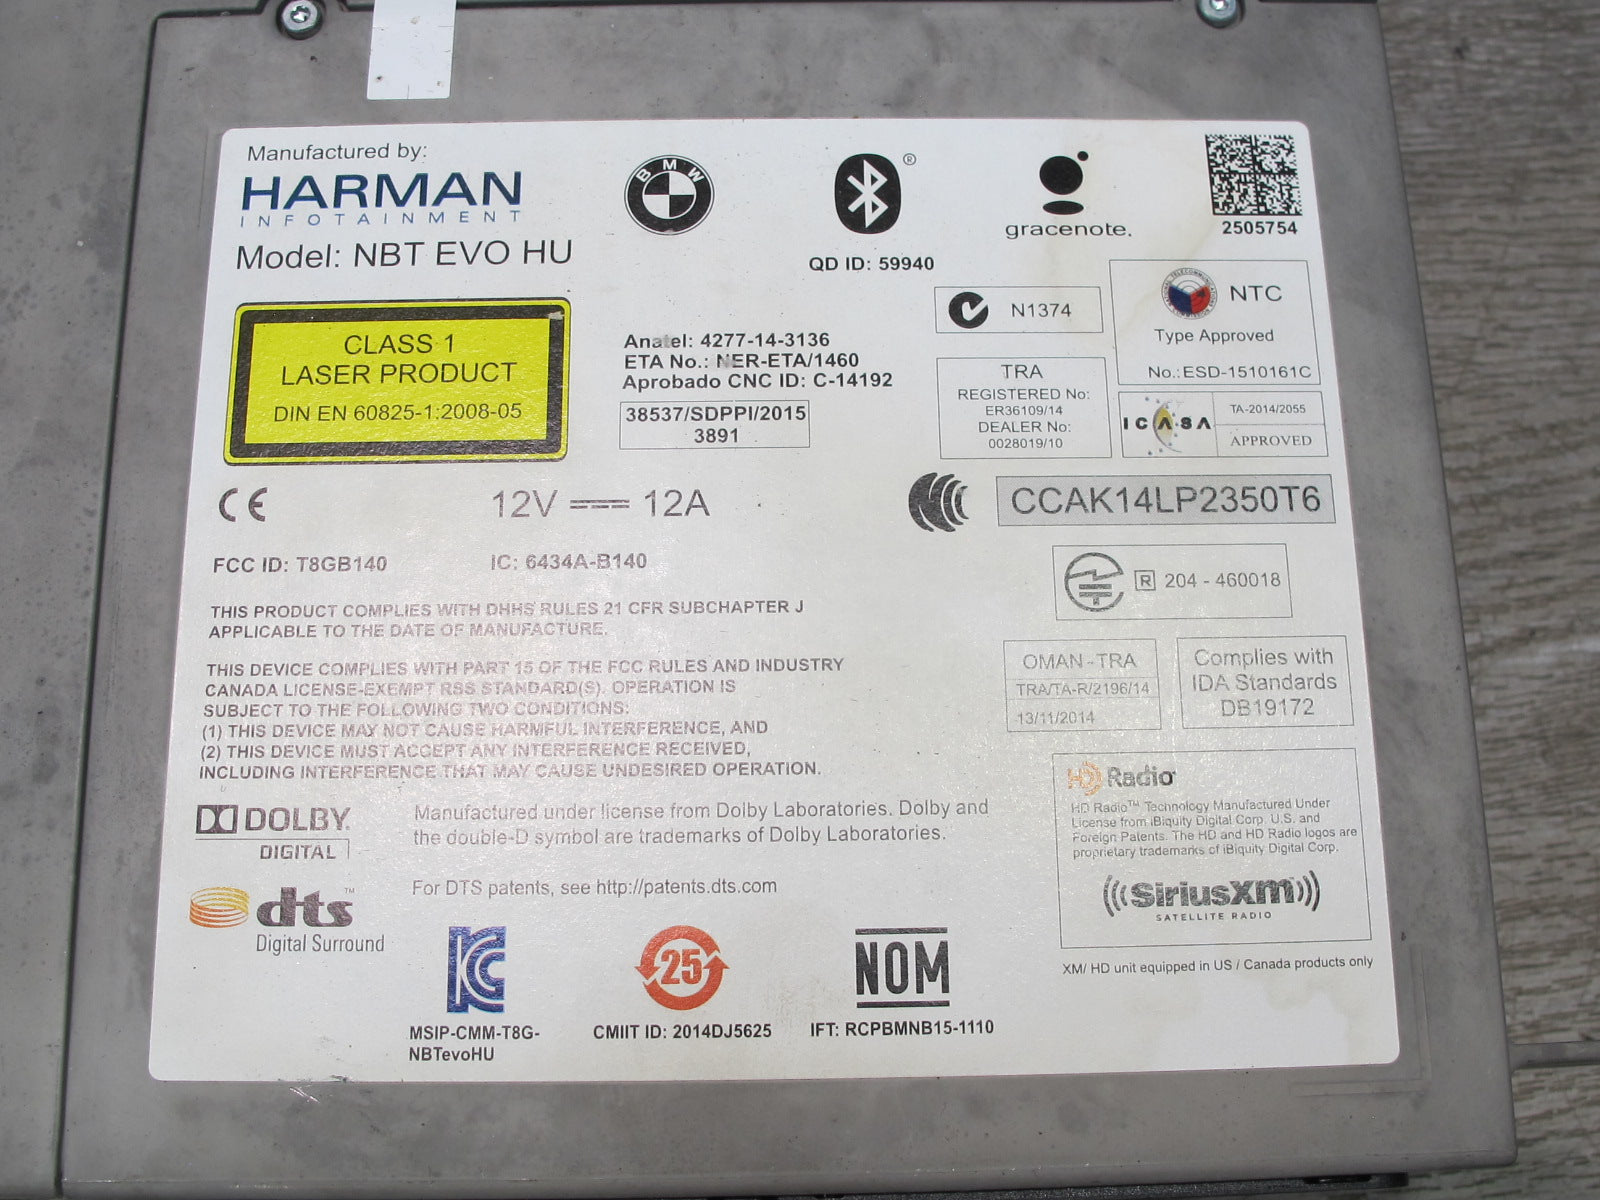 Manufactured by:
HARMAN
INFOTAINMENT
Model: NBT EVO HU
BMW
®
QD ID: 59940
gracenote.
2505754
CLASS 1
LASER PRODUCT
DIN EN 60825-1:2008-05
Anatel: 4277-14-3136
ETA No.: NER-ETA/1460
Aprobado CNC ID: C-14192
38537/SDPPI/2015
3891
N1374
NTC
Type Approved
No.: ESD-1510161C
TRA
REGISTERED No:
ER36109/14
DEALER No:
0028019/10
ICASA
TA-2014/2055
APPROVED
CE
12V 12A
CCAK14LP2350T6
FCC ID: T8GB140
IC: 6434A-B140
R 204 - 460018
THIS PRODUCT COMPLIES WITH DHHS RULES 21 CFR SUBCHAPTER J
APPLICABLE TO THE DATE OF MANUFACTURE.
THIS DEVICE COMPLIES WITH PART 15 OF THE FCC RULES AND INDUSTRY
CANADA LICENSE-EXEMPT RSS STANDARD(S). OPERATION IS
SUBJECT TO THE FOLLOWING TWO CONDITIONS:
(1) THIS DEVICE MAY NOT CAUSE HARMFUL INTERFERENCE, AND
(2) THIS DEVICE MUST ACCEPT ANY INTERFERENCE RECEIVED,
INCLUDING INTERFERENCE THAT MAY CAUSE UNDESIRED OPERATION.
OMAN - TRA
TRA/TA-R/2196/14
13/11/2014
Complies with
IDA Standards
DB19172
DOLBY.
DIGITAL
Manufactured under license from Dolby Laboratories. Dolby and
the double-D symbol are trademarks of Dolby Laboratories.
HD Radio
HD Radio™ Technology Manufactured Under
License from iBiquity Digital Corp. U.S. and
Foreign Patents. The HD and HD Radio logos are
proprietary trademarks of iBiquity Digital Corp.
dts™
Digital Surround
For DTS patents, see http://patents.dts.com
(((SiriusXM)))
SATELLITE RADIO
XM/ HD unit equipped in US / Canada products only
KC
MSIP-CMM-T8G-
NBTevoHU
25
CMIIT ID: 2014DJ5625
NOM
IFT: RCPBMNB15-1110